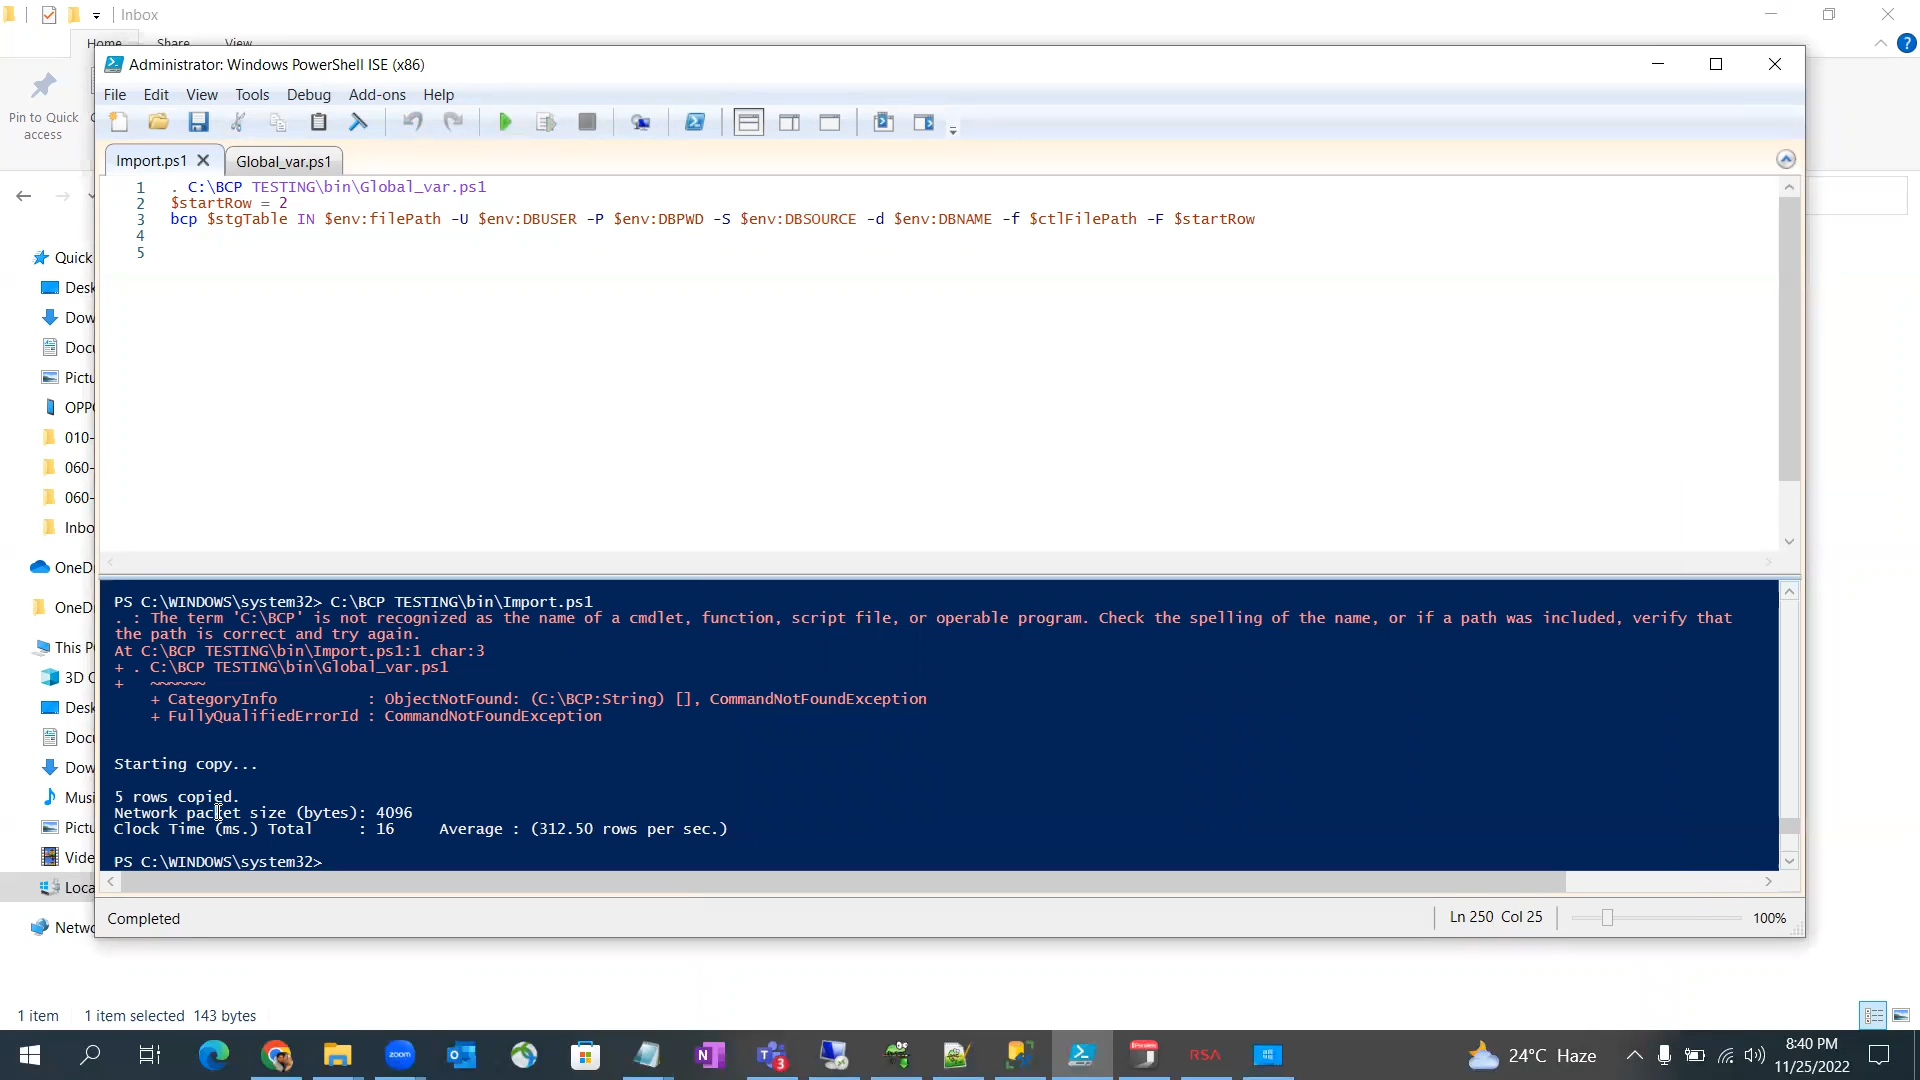 Inbox
Home Share View
Administrator: Windows PowerShell ISE (x86)
File Edit View Tools Debug Add-ons Help
Pin to Quick
access
Import.ps1 Global_var.ps1
1 . C:\BCP TESTING\bin\Global_var.ps1
2 $startRow = 2
3 bcp $stgTable IN $env:filePath -U $env:DBUSER -P $env:DBPWD -S $env:DBSOURCE -d $env:DBNAME -f $ctlFilePath -F $startRow
4
5
Quick
Desk
Dow
Docu
Pictu
OPPO
010-
060-
060-
Inbo
OneD
OneD
This P
3D O
Desk
Docu
Dow
Musi
Pictu
Vide
Loca
Netwo
PS C:\WINDOWS\system32> C:\BCP TESTING\bin\Import.ps1
. : The term 'C:\BCP' is not recognized as the name of a cmdlet, function, script file, or operable program. Check the spelling of the name, or if a path was included, verify that
the path is correct and try again.
At C:\BCP TESTING\bin\Import.ps1:1 char:3
+ . C:\BCP TESTING\bin\Global_var.ps1
+ ~~~~~~
+ CategoryInfo : ObjectNotFound: (C:\BCP:String) [], CommandNotFoundException
+ FullyQualifiedErrorId : CommandNotFoundException
Starting copy...
5 rows copied.
Network packet size (bytes): 4096
Clock Time (ms.) Total : 16 Average : (312.50 rows per sec.)
PS C:\WINDOWS\system32>
Completed Ln 250 Col 25 100%
1 item 1 item selected 143 bytes
zoom
3
RSA
24°C Haze
8:40 PM
11/25/2022